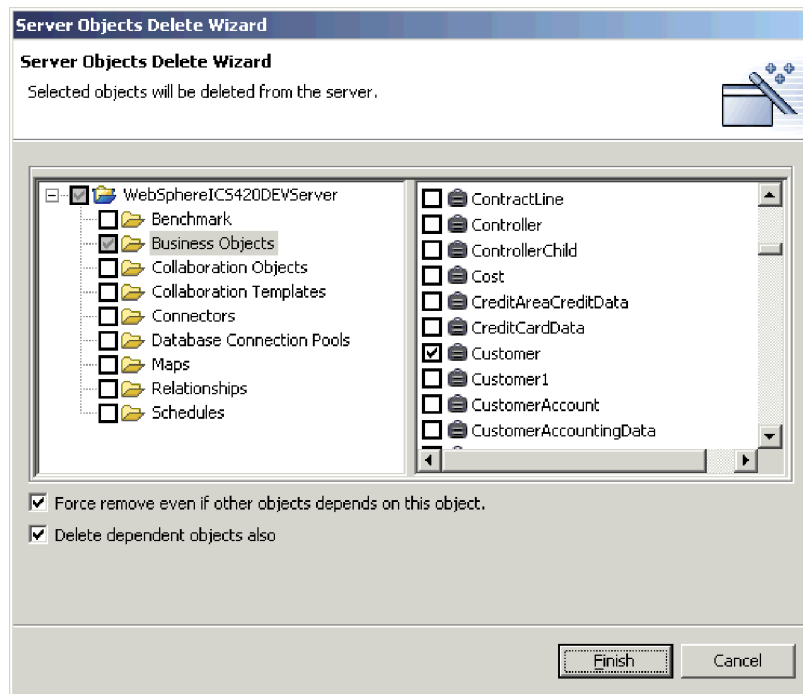 Server Objects Delete Wizard
Server Objects Delete Wizard
Selected objects will be deleted from the server.
WebSphereICS420DEVServer
Benchmark
Business Objects
Collaboration Objects
Collaboration Templates
Connectors
Database Connection Pools
Maps
Relationships
Schedules
ContractLine
Controller
ControllerChild
Cost
CreditAreaCreditData
CreditCardData
Customer
Customer1
CustomerAccount
CustomerAccountingData
Force remove even if other objects depends on this object.
Delete dependent objects also
Finish
Cancel